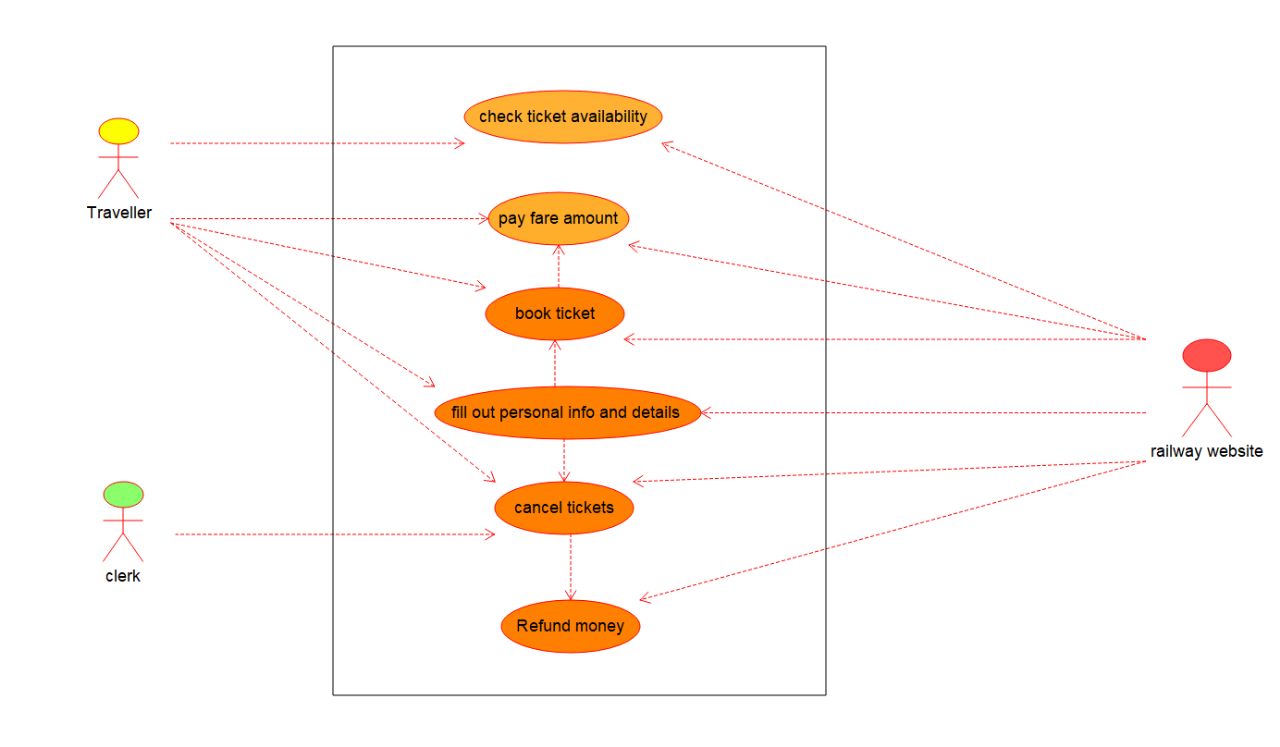 check ticket availability
Traveller
pay fare amount
book ticket
fill out personal info and details
railway website
cancel tickets
clerk
Refund money